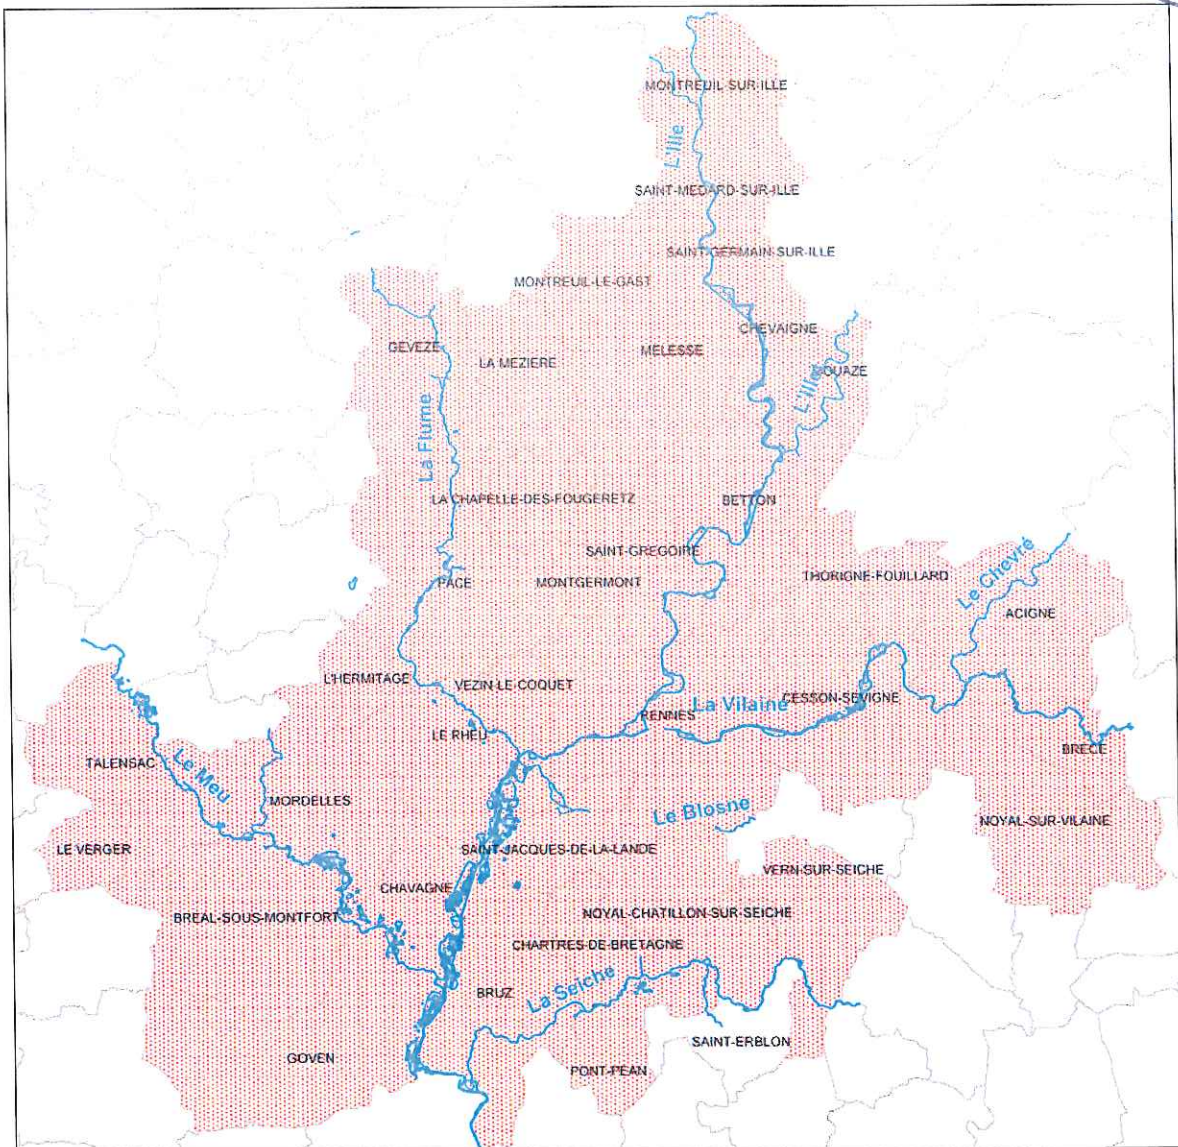 MONTREUIL-SUR-ILLE
L'Ille
SAINT-MEDARD-SUR-ILLE
SAINT-GERMAIN-SUR-ILLE
MONTREUIL-LE-GAST
CHEVAIGNE
GEVEZE
LA MEZIERE
MELESSE
MOUAZE
L'Illet
La Flume
LA CHAPELLE-DES-FOUGERETZ
BETTON
SAINT-GREGOIRE
PACE
MONTGERMONT
THORIGNE-FOUILLARD
Le Chevré
ACIGNE
L'HERMITAGE
VEZIN-LE-COQUET
CESSON-SEVIGNE
La Vilaine
RENNES
LE RHEU
BRECE
TALENSAC
Le Meu
MORDELLES
Le Blosne
NOYAL-SUR-VILAINE
LE VERGER
SAINT-JACQUES-DE-LA-LANDE
VERN-SUR-SEICHE
CHAVAGNE
BREAL-SOUS-MONTFORT
NOYAL-CHATILLON-SUR-SEICHE
CHARTRES-DE-BRETAGNE
La Seiche
BRUZ
SAINT-ERBLON
GOVEN
PONT-PEAN